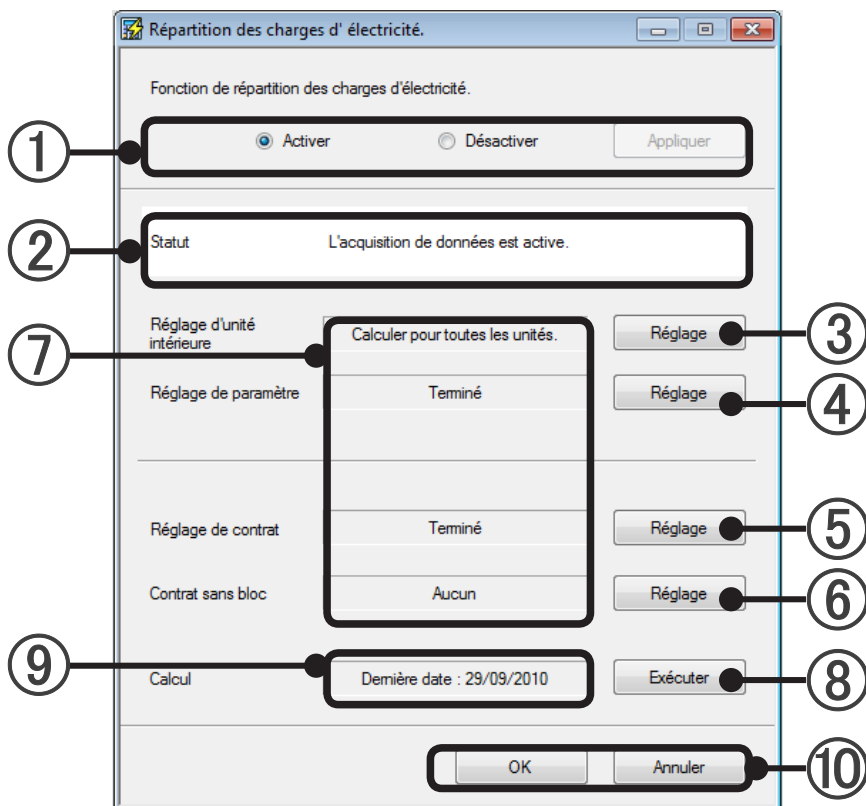 Répartition des charges d' électricité.
Fonction de répartition des charges d'électricité.
① Activer Désactiver Appliquer
② Statut L'acquisition de données est active.
Réglage d'unité intérieure Calculer pour toutes les unités. Réglage ③
⑦
Réglage de paramètre Terminé Réglage ④
Réglage de contrat Terminé Réglage ⑤
Contrat sans bloc Aucun Réglage ⑥
⑨ Calcul Dernière date : 29/09/2010 Exécuter ⑧
OK Annuler ⑩